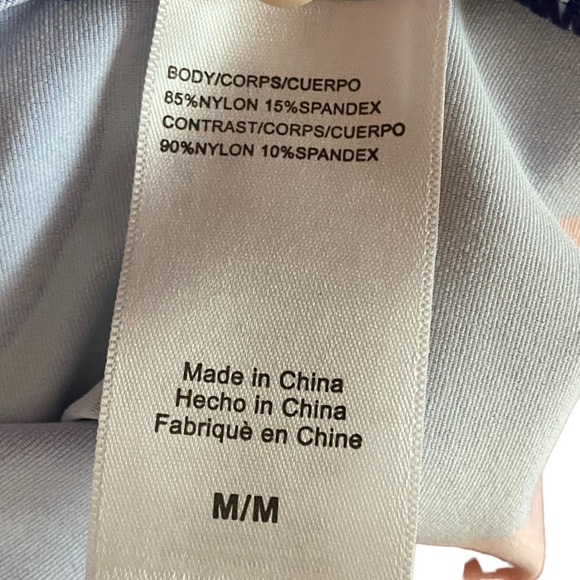 BODY/CORPS/CUERPO
85%NYLON 15%SPANDEX
CONTRAST/CORPS/CUERPO
90%NYLON 10%SPANDEX
Made in China
Hecho in China
Fabriquè en Chine
M/M